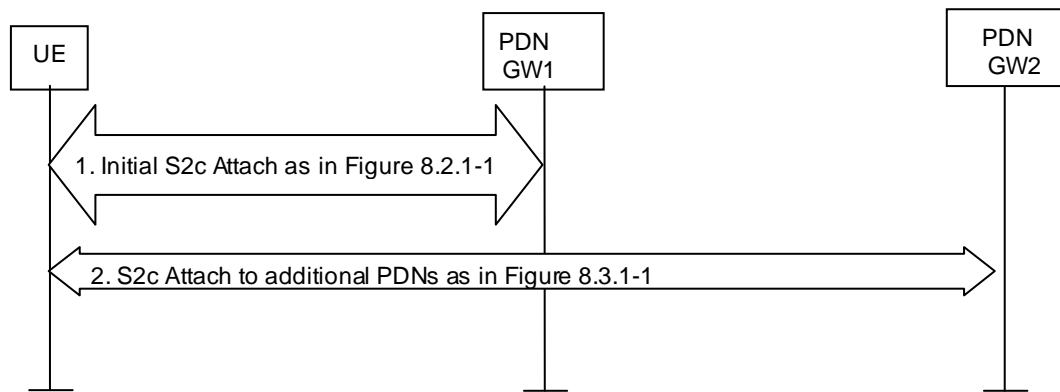 UE
PDN
GW1
PDN
GW2
1. Initial S2c Attach as in Figure 8.2.1-1
2. S2c Attach to additional PDNs as in Figure 8.3.1-1